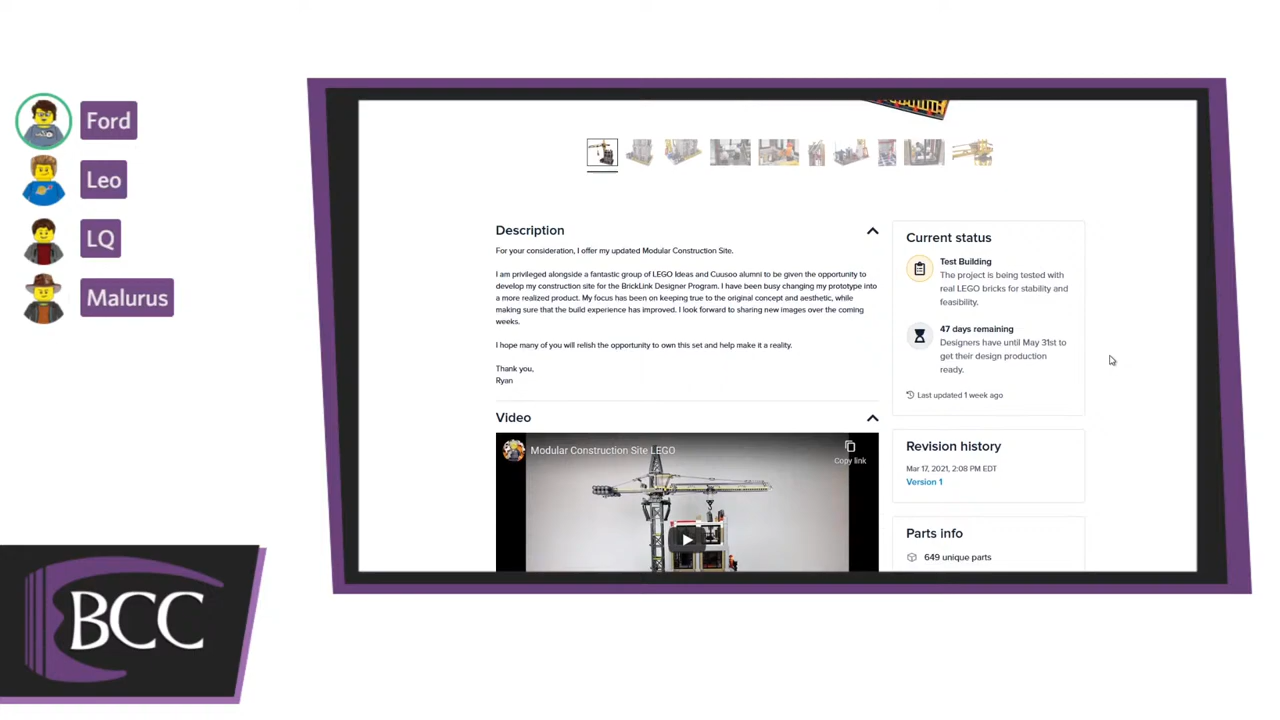 Ford
Leo
LQ
Malurus
BCC
Description
For your consideration, I offer my updated Modular Construction Site.
I am privileged alongside a fantastic group of LEGO Ideas and Cuusoo alumni to be given the opportunity to
develop my construction site for the BrickLink Designer Program. I have been busy changing my prototype into
a more realized product. My focus has been on keeping true to the original concept and aesthetic, while
making sure that the build experience has improved. I look forward to sharing new images over the coming
weeks.
I hope many of you will relish the opportunity to own this set and help make it a reality.
Thank you,
Ryan
Video
Modular Construction Site LEGO
Copy link
Current status
Test Building
The project is being tested with
real LEGO bricks for stability and
feasibility.
47 days remaining
Designers have until May 31st to
get their design production
ready.
Last updated 1 week ago
Revision history
Mar 17, 2021, 2:08 PM EDT
Version 1
Parts info
649 unique parts